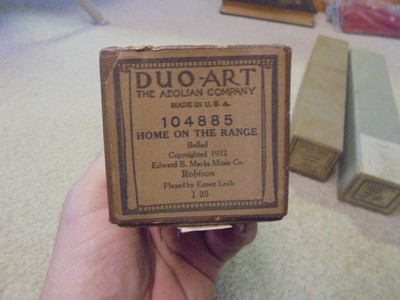 DUO-ART
THE AEOLIAN COMPANY
MADE IN U. S. A.
104885
HOME ON THE RANGE
Ballad
Copyrighted 1932
Edward B. Marks Music Co.
Robison
Played by Ernest Leith
1 25